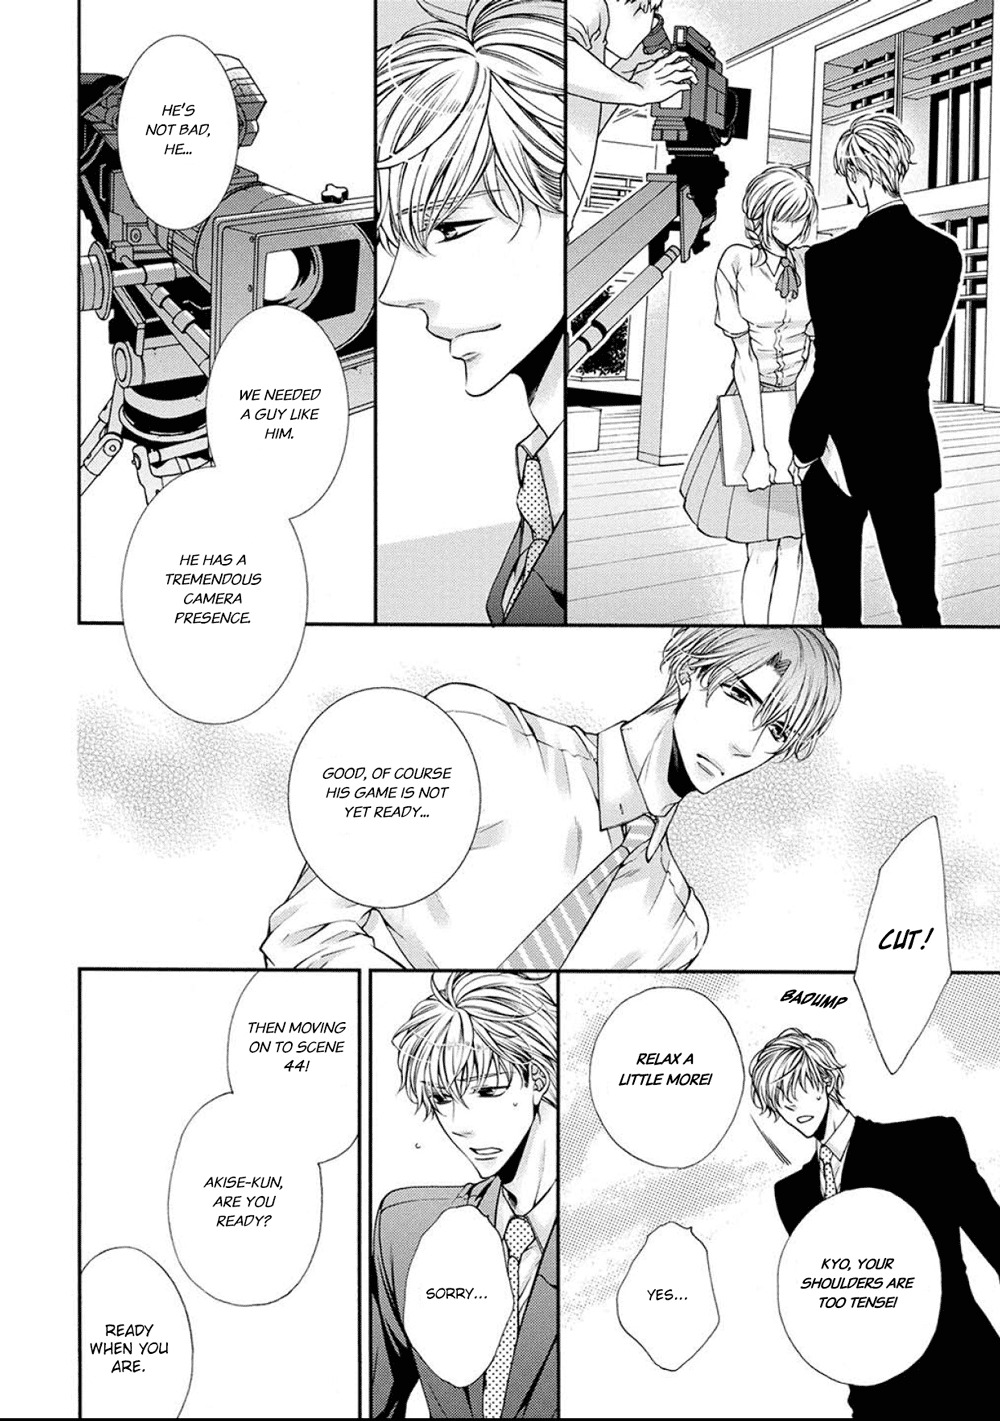 HE'S
NOT BAD,
HE...
WE NEEDED
A GUY LIKE
HIM.
HE HAS A
TREMENDOUS
CAMERA
PRESENCE.
GOOD, OF COURSE
HIS GAME IS NOT
YET READY...
CUT!
BADUMP
RELAX A
LITTLE MORE!
KYO, YOUR
SHOULDERS ARE
TOO TENSE!
YES...
SORRY...
THEN MOVING
ON TO SCENE
44!
AKISE-KUN,
ARE YOU
READY?
READY
WHEN YOU
ARE.